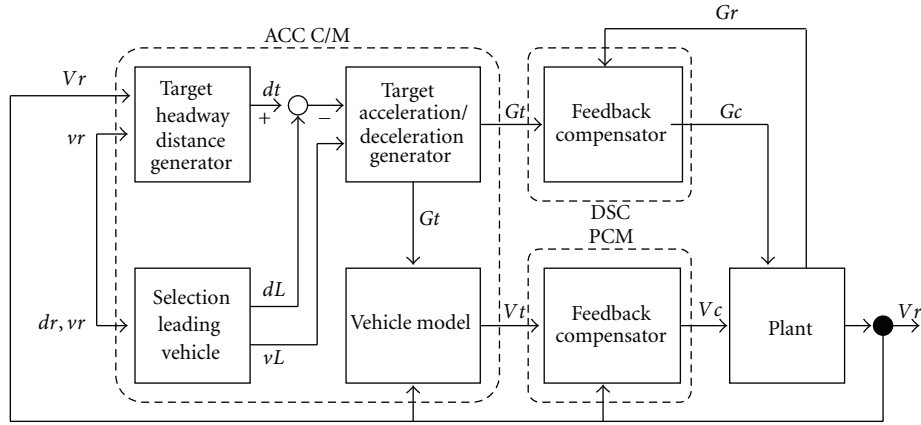 ACC C/M
Gr
Vr
vr
dr, vr
Target
headway
distance
generator
dt
+
−
Target
acceleration/
deceleration
generator
Gt
Feedback
compensator
Gc
DSC
PCM
Gt
Selection
leading
vehicle
dL
vL
Vehicle model
Vt
Feedback
compensator
Vc
Plant
Vr